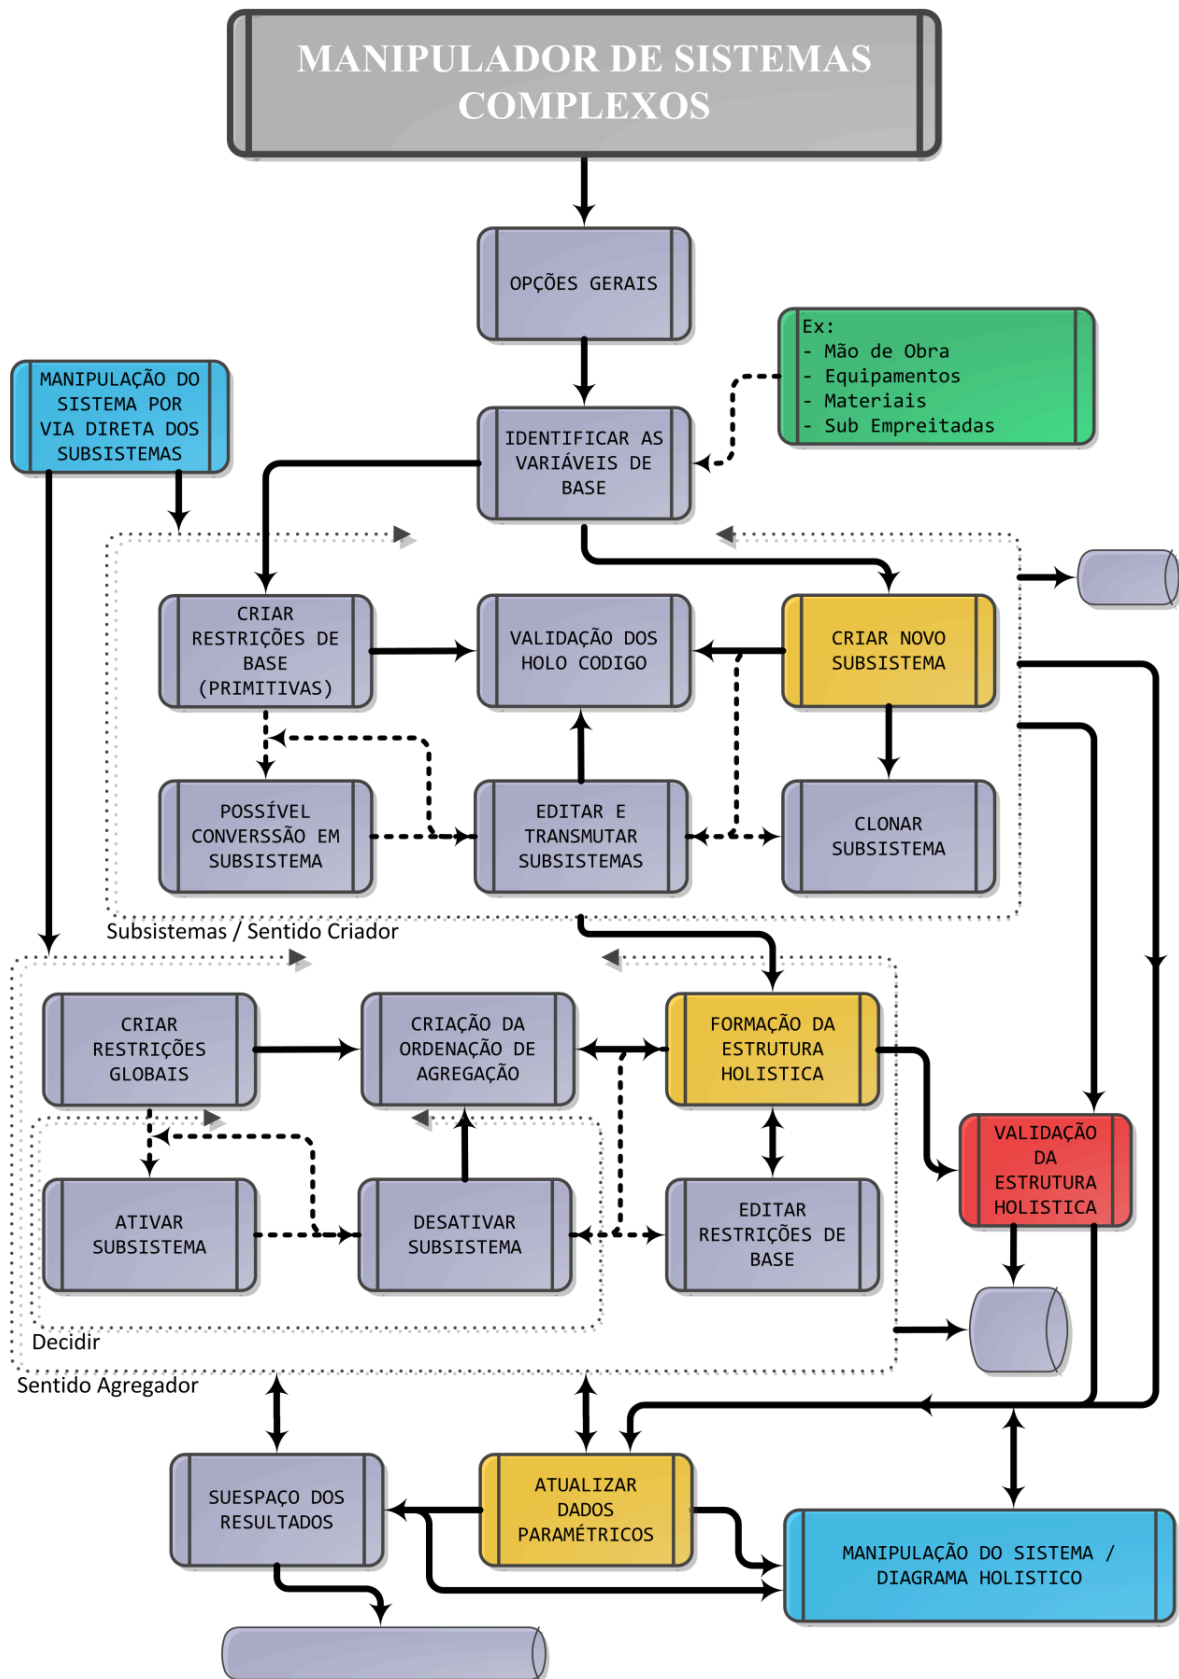 MANIPULADOR DE SISTEMAS
COMPLEXOS
OPÇÕES GERAIS
Ex:
- Mão de Obra
- Equipamentos
- Materiais
- Sub Empreitadas
MANIPULAÇÃO DO
SISTEMA POR
VIA DIRETA DOS
SUBSISTEMAS
IDENTIFICAR AS
VARIÁVEIS DE
BASE
CRIAR
RESTRIÇÕES DE
BASE
(PRIMITIVAS)
VALIDAÇÃO DOS
HOLO CODIGO
CRIAR NOVO
SUBSISTEMA
POSSÍVEL
CONVERSSÃO EM
SUBSISTEMA
EDITAR E
TRANSMUTAR
SUBSISTEMAS
CLONAR
SUBSISTEMA
Subsistemas / Sentido Criador
CRIAR
RESTRIÇÕES
GLOBAIS
CRIAÇÃO DA
ORDENAÇÃO DE
AGREGAÇÃO
FORMAÇÃO DA
ESTRUTURA
HOLISTICA
VALIDAÇÃO
DA
ESTRUTURA
HOLISTICA
ATIVAR
SUBSISTEMA
DESATIVAR
SUBSISTEMA
EDITAR
RESTRIÇÕES DE
BASE
Decidir
Sentido Agregador
SUESPAÇO DOS
RESULTADOS
ATUALIZAR
DADOS
PARAMÉTRICOS
MANIPULAÇÃO DO SISTEMA /
DIAGRAMA HOLISTICO